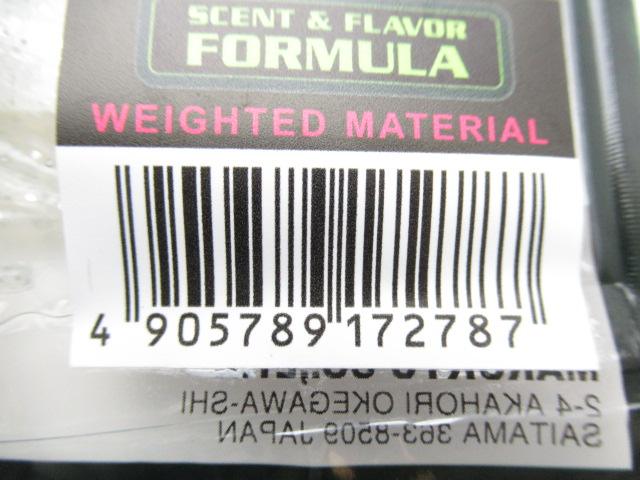 SCENT & FLAVOR
FORMULA
WEIGHTED MATERIAL
4 905789 172787
2-4 AKAHORI OKEGAWA-SHI
SAITAMA 363-8509 JAPAN